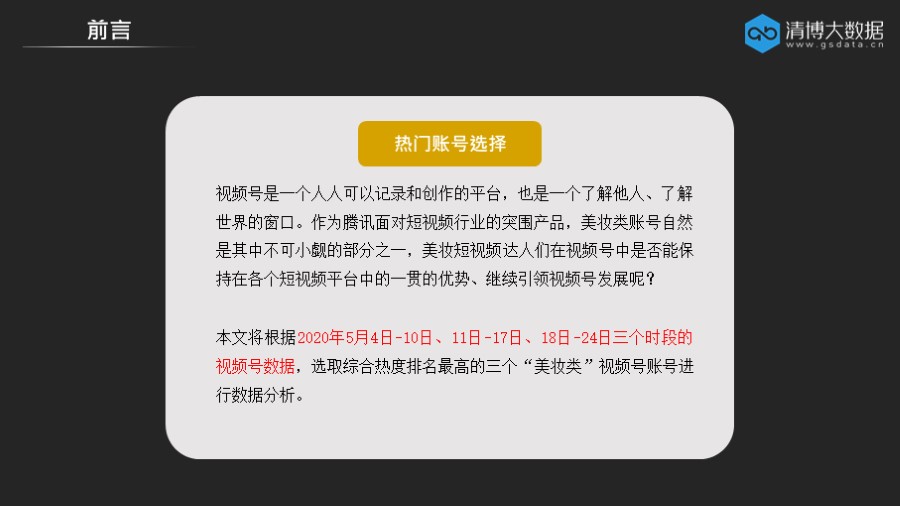 前言
清博大数据
www.gsdata.cn
热门账号选择
视频号是一个人人可以记录和创作的平台，也是一个了解他人、了解
世界的窗口。作为腾讯面对短视频行业的突围产品，美妆类账号自然
是其中不可小觑的部分之一，美妆短视频达人们在视频号中是否能保
持在各个短视频平台中的一贯的优势、继续引领视频号发展呢？
本文将根据2020年5月4日-10日、11日-17日、18日-24日三个时段的
视频号数据，选取综合热度排名最高的三个“美妆类”视频号账号进
行数据分析。